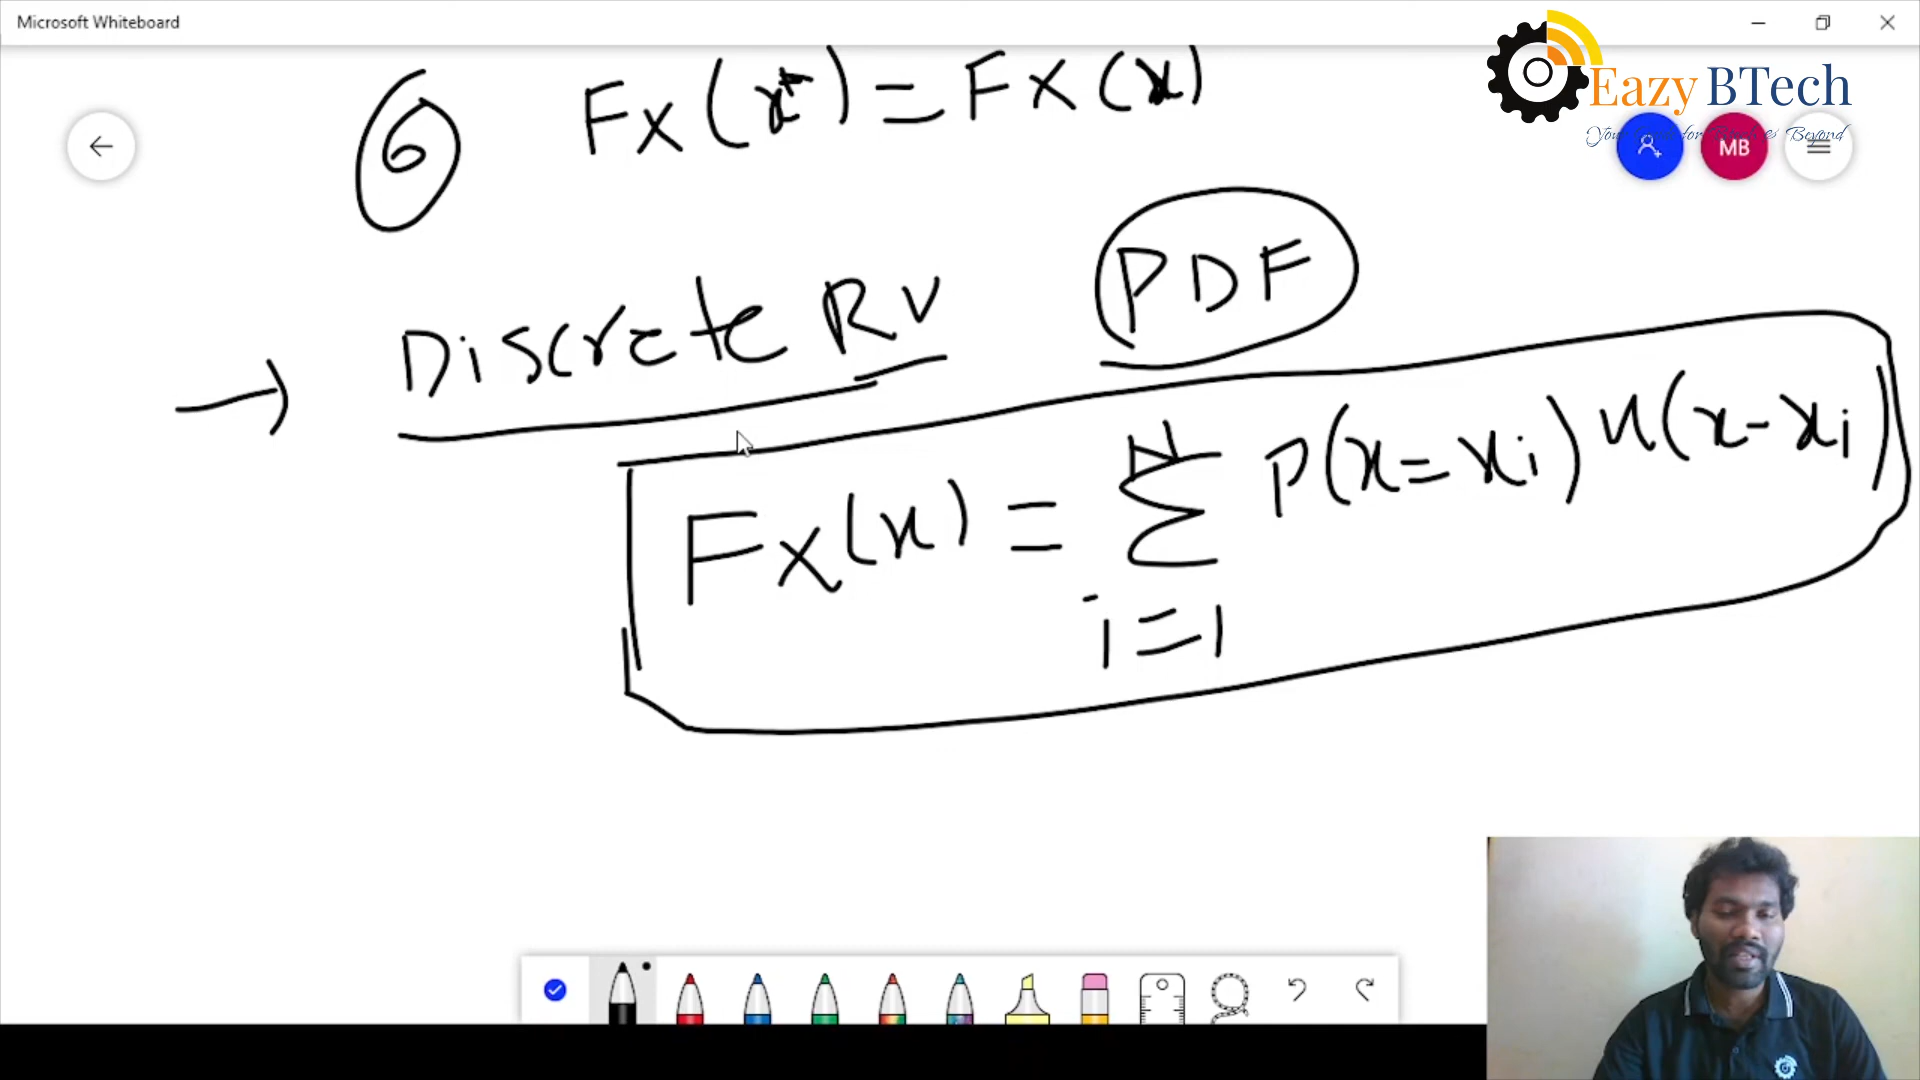 Microsoft Whiteboard
Eazy BTech
MB
6 Fx(x⁺) = Fx(x)
→ Discrete RV PDF
Fx(x) = N∑i=1 P(x=xi) u(x-xi)